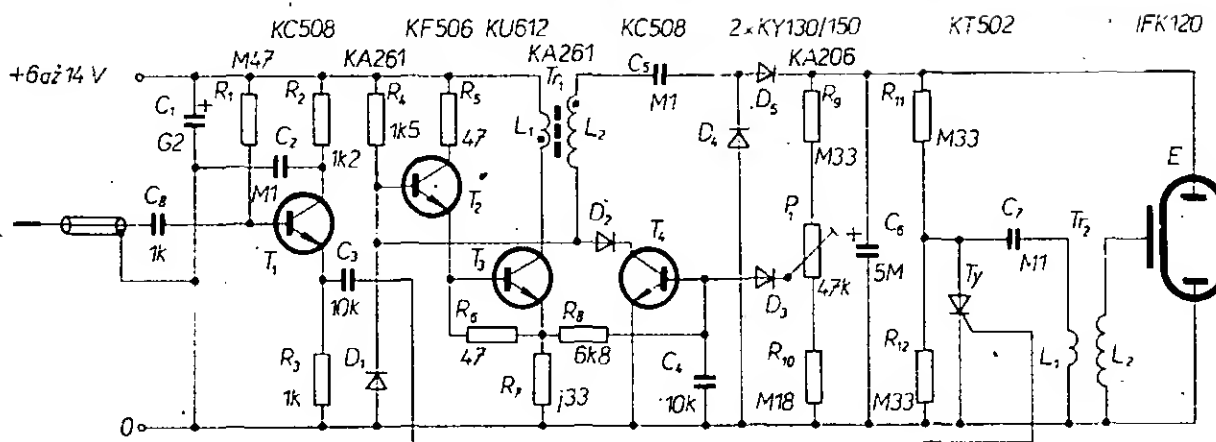 KC508 KF506 KU612 KC508 2×KY130/150 KT502 IFK120
+6až14 V M47 KA261 KA261 KA206
Tr₁ C₅ M1 D₅
C₁ + G2
R₁ R₂ 1k2
R₄ 1k5
R₅ 47
L₁ L₂
D₄
R₉ M33
R₁₁ M33
C₂ M1
E
C₈ 1k
T₁
T₂
D₂
T₄
P₁ 47k
+ C₆ 5M
C₇ M1
Tr₂
C₃ 10k
T₃
D₃
Ty
R₆ 47
R₈ 6k8
R₃ 1k
D₁
R₇ j33
C₄ 10k
R₁₀ M18
R₁₂ M33
L₁ L₂
0